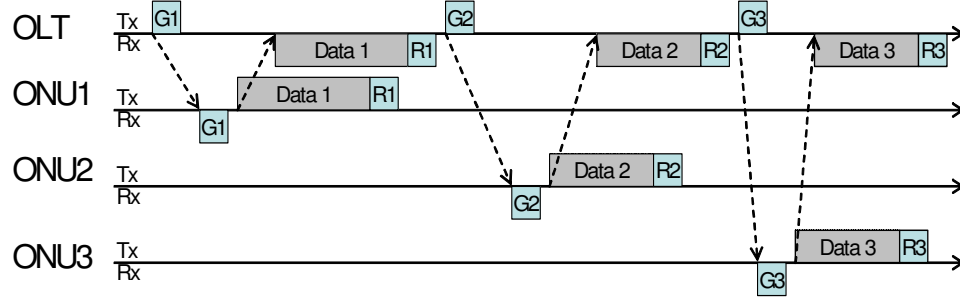 OLT Tx G1 G2 G3
Rx Data 1 R1 Data 2 R2 Data 3 R3
ONU1 Tx Data 1 R1
Rx G1
ONU2 Tx Data 2 R2
Rx G2
ONU3 Tx Data 3 R3
Rx G3